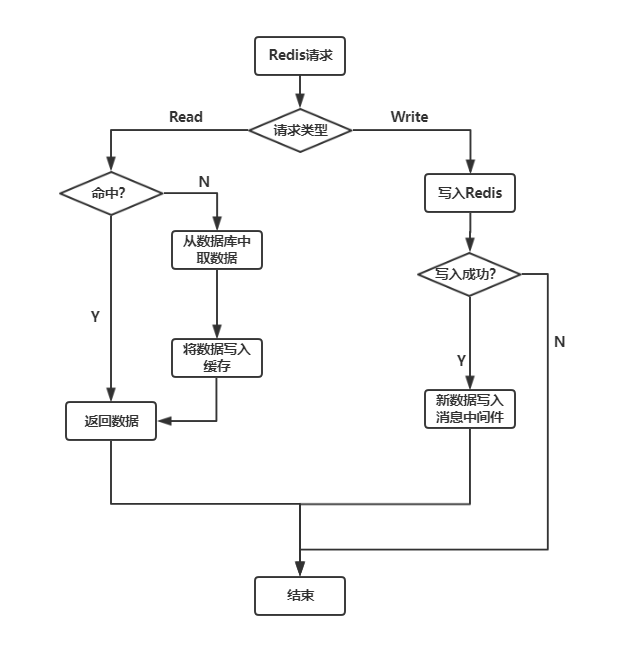 Redis请求
请求类型
Read
Write
命中?
N
写入Redis
从数据库中
取数据
写入成功?
Y
N
将数据写入
缓存
Y
返回数据
新数据写入
消息中间件
结束